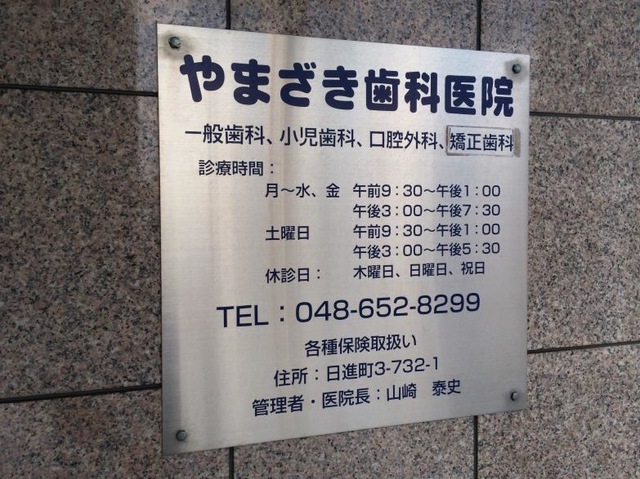 やまざき歯科医院
一般歯科、小児歯科、口腔外科、矯正歯科
診療時間：
月～水、金 午前9：30～午後1：00
午後3：00～午後7：30
土曜日 午前9：30～午後1：00
午後3：00～午後5：30
休診日： 木曜日、日曜日、祝日
TEL：048-652-8299
各種保険取扱い
住所：日進町3-732-1
管理者・医院長：山崎 泰史